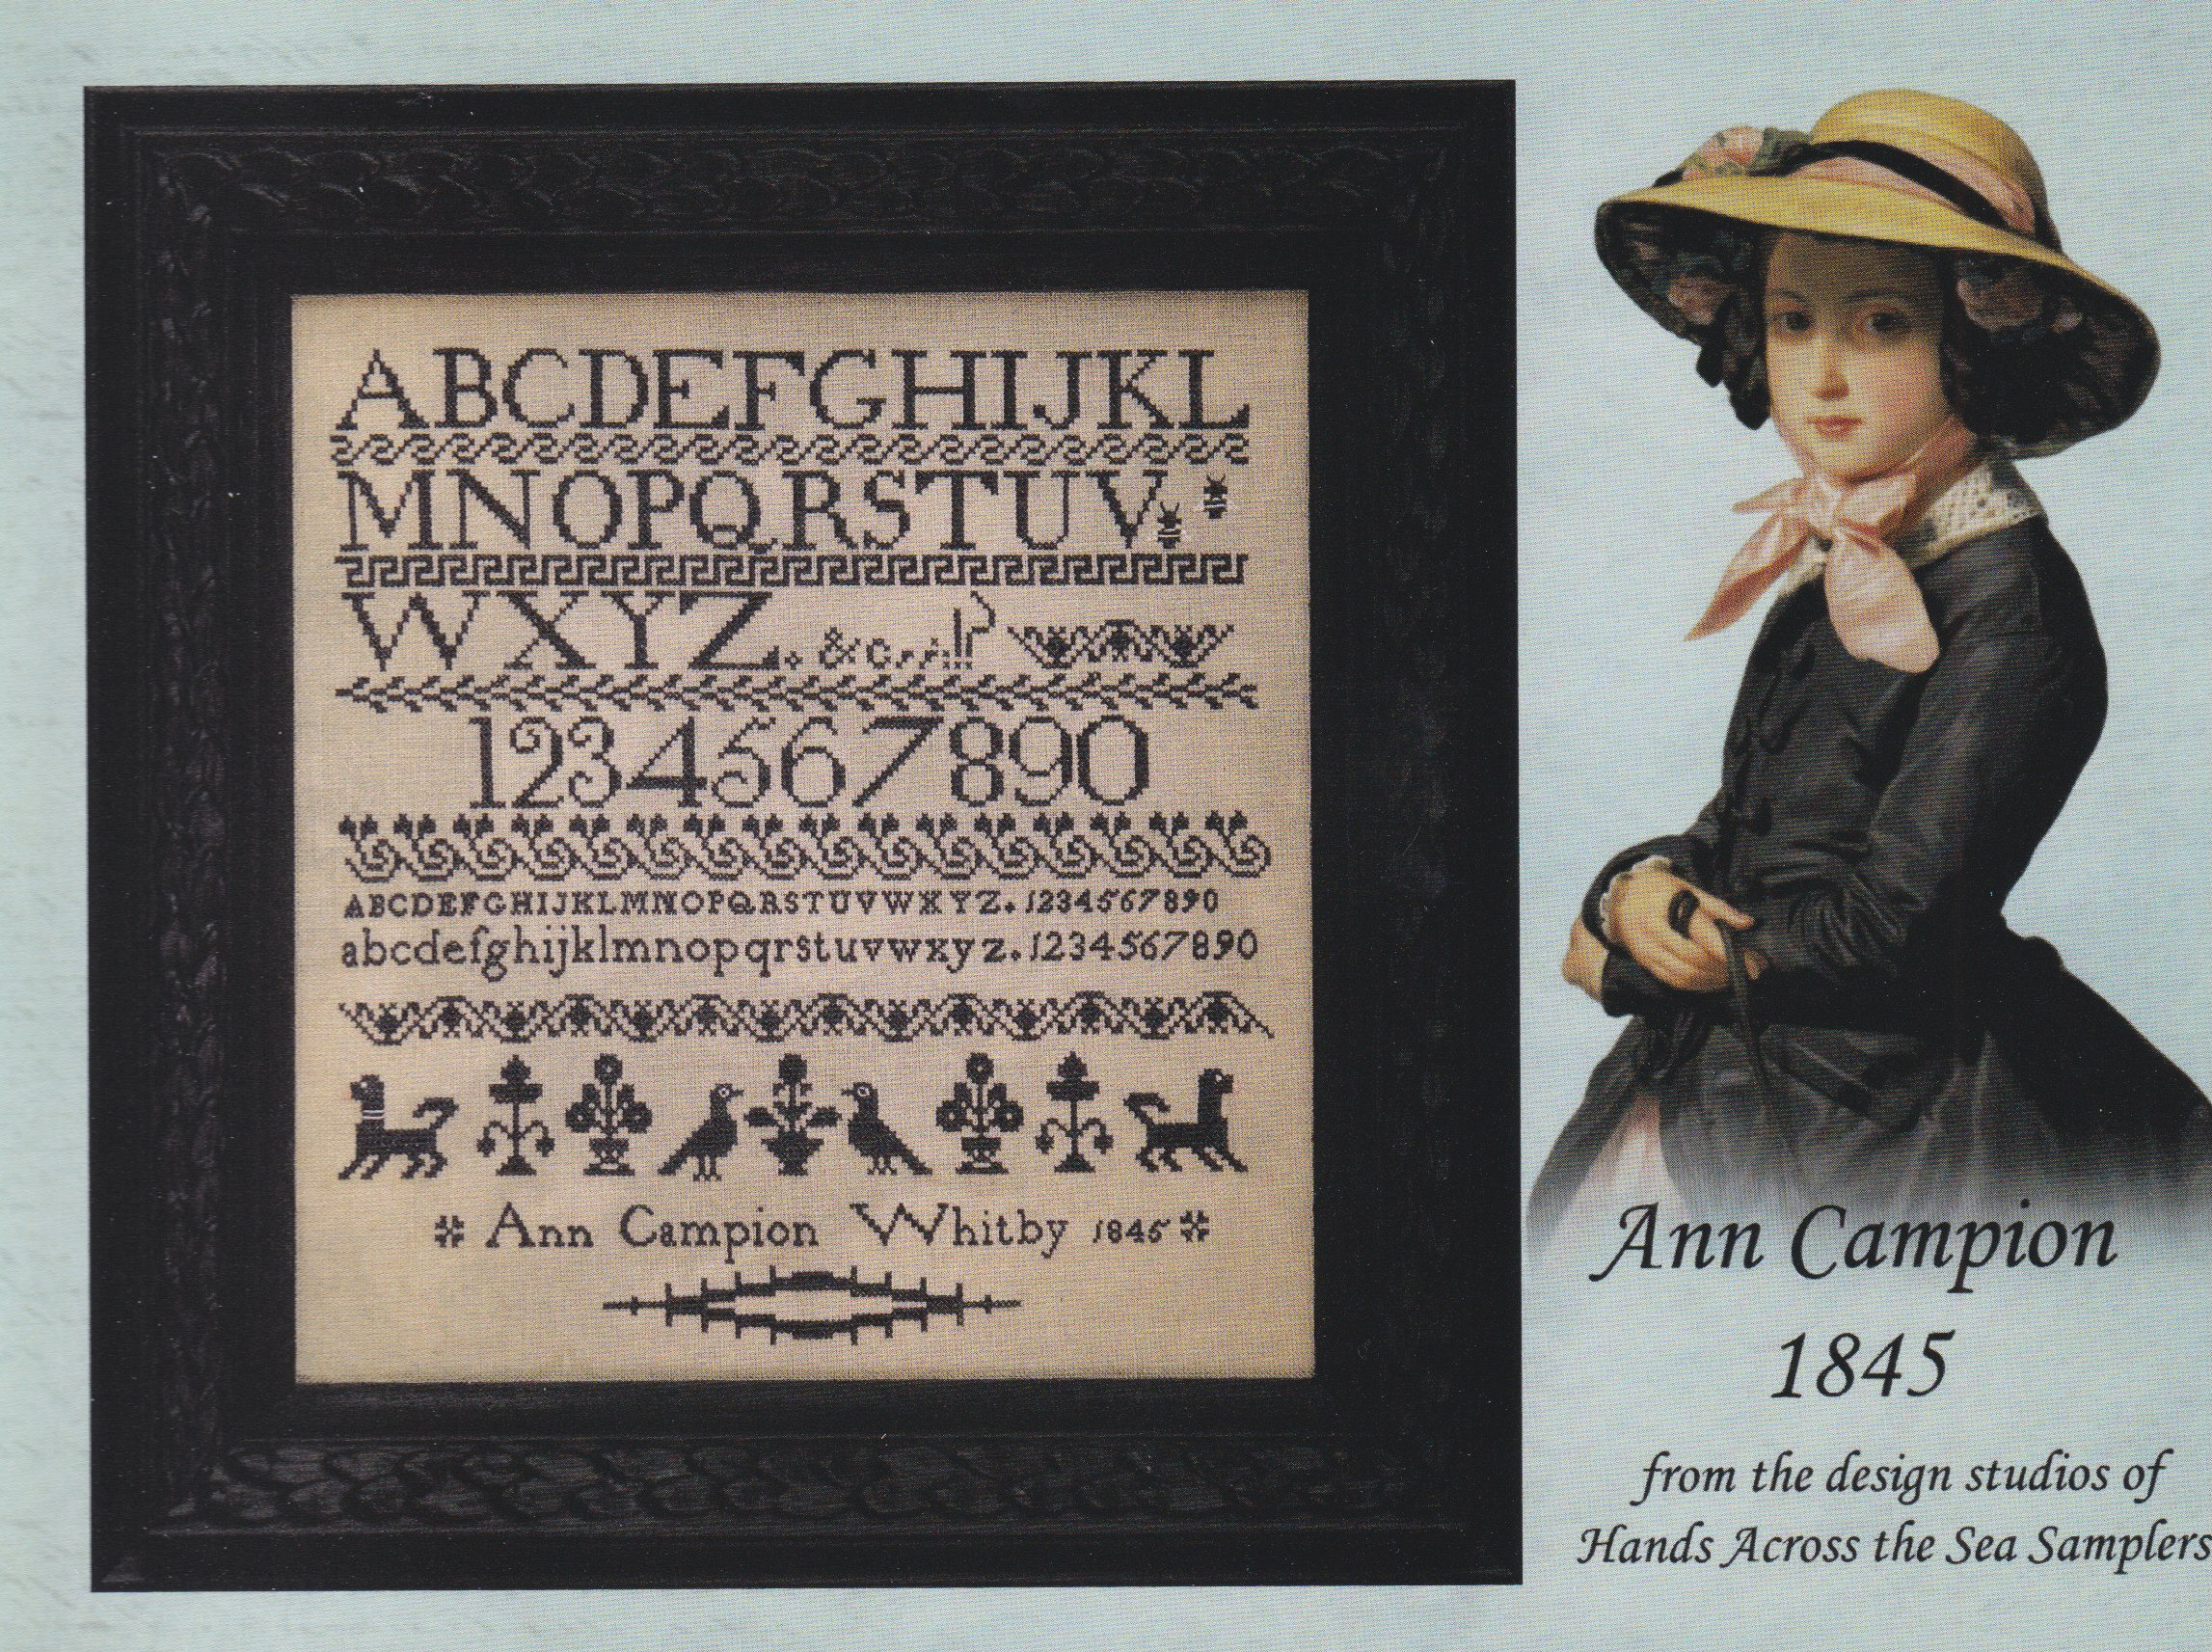 ABCDEFGHIJKL
MNOPQRSTUV
WXYZ. &c,,;:.!?
1234567890
ABCDEFGHIJKLMNOPQRSTUVWXYZ. 1234567890
abcdefghijklmnopqrstuvwxyz. 1234567890
Ann Campion Whitby 1845
Ann Campion
1845
from the design studios of
Hands Across the Sea Samplers